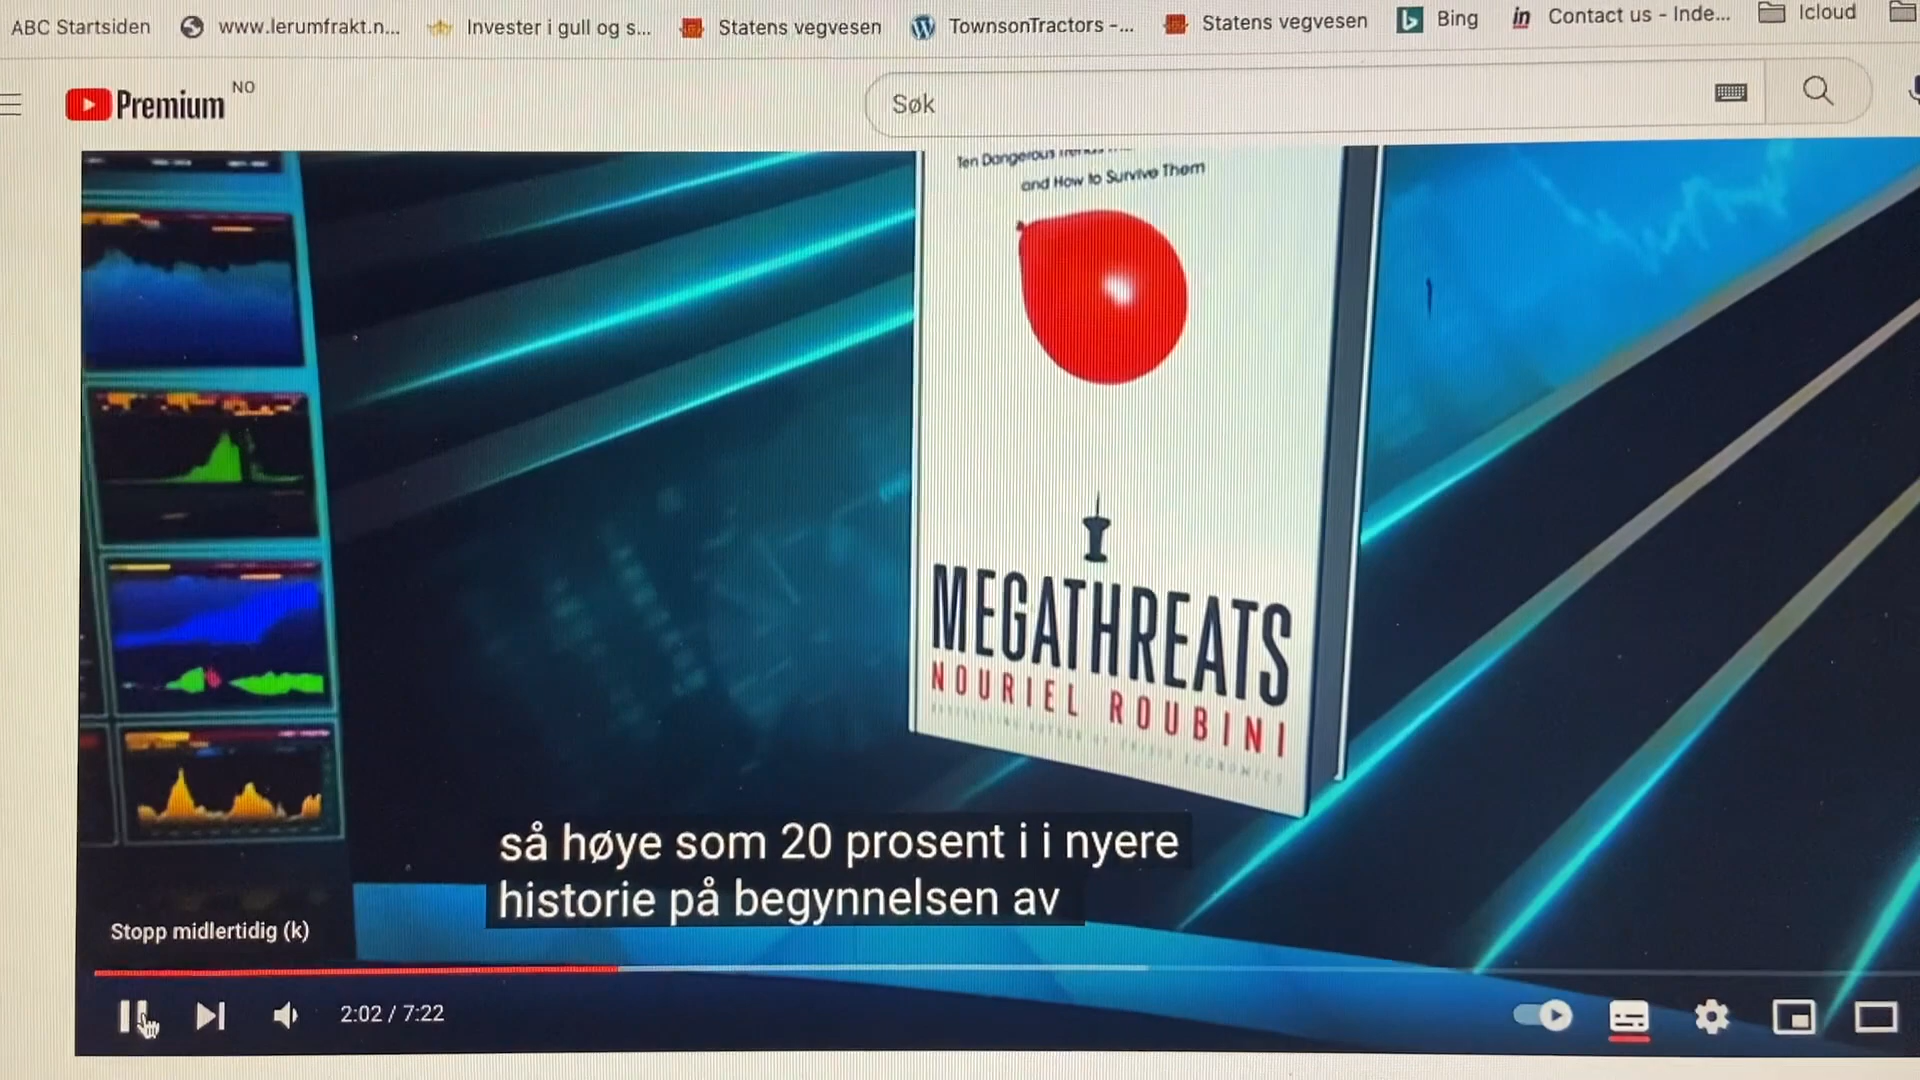 ABC Startsiden
www.lerumfrakt.n...
Invester i gull og s...
Statens vegvesen
TownsonTractors -...
Statens vegvesen
Bing
Contact us - Inde...
Icloud
Premium NO
Søk
Ten Dangerous
and How to Survive Them
MEGATHREATS
NOURIEL ROUBINI
så høye som 20 prosent i i nyere
historie på begynnelsen av
Stopp midlertidig (k)
2:02 / 7:22